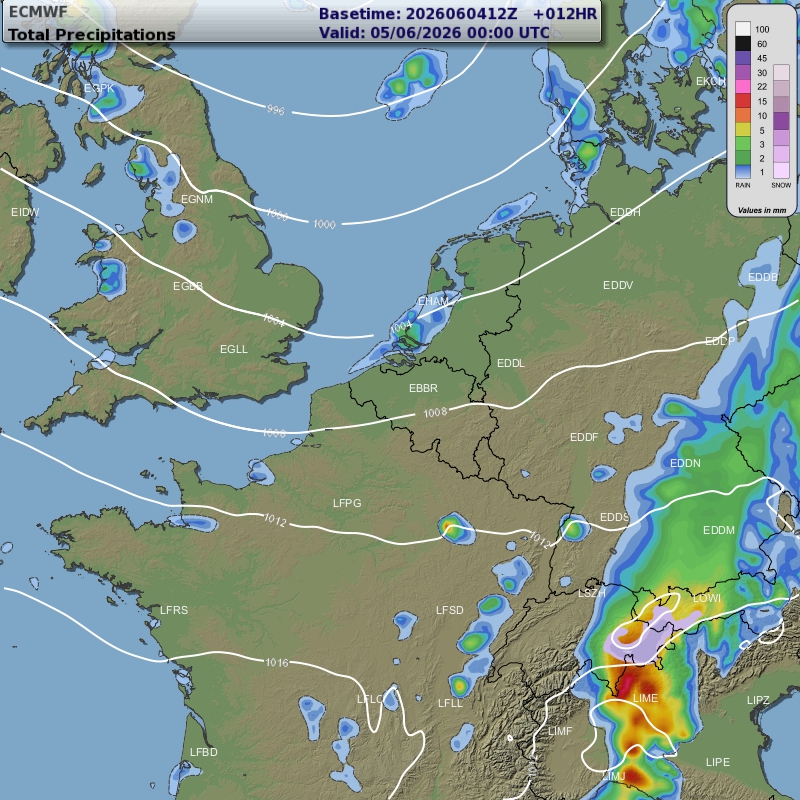 ECMWF
Basetime: 2026060412Z +012HR
Total Precipitations
Valid: 05/06/2026 00:00 UTC
100
60
45
30
22
15
10
5
3
2
1
RAIN
SNOW
Values in mm
EGPK
EKCH
996
EIDW
EGNM
1000
1000
EDDH
EGBB
EDDV
EDDB
EHAM
1004
1004
EGLL
EDDP
EDDL
EBBR
1008
1008
EDDF
EDDN
LFPG
EDDS
EDDM
1012
1012
LSZH
LOWI
LFRS
LFSD
1016
LFLC
LFLL
LIME
LIPZ
LIMF
LFBD
LIPE
LIMJ